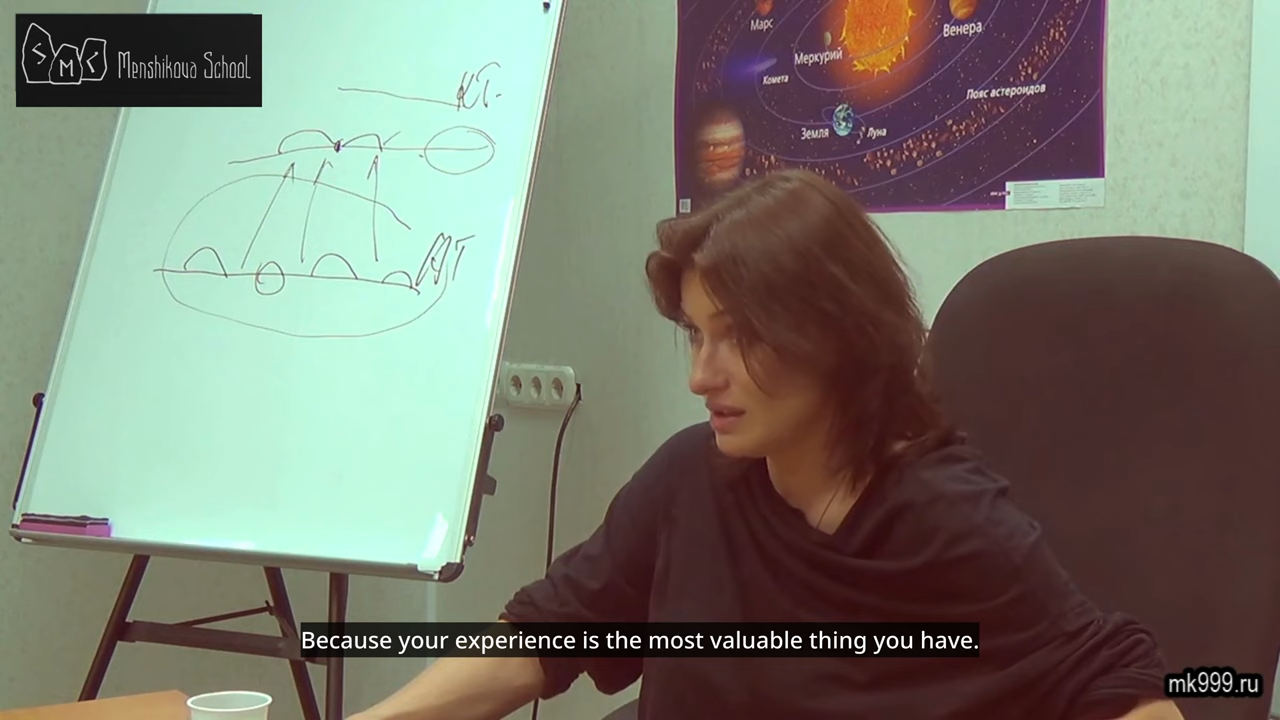 SMS Menshikova School
КТ.
Марс
Венера
Меркурий
Комета
Пояс астероидов
Земля
Луна
Because your experience is the most valuable thing you have.
mk999.ru